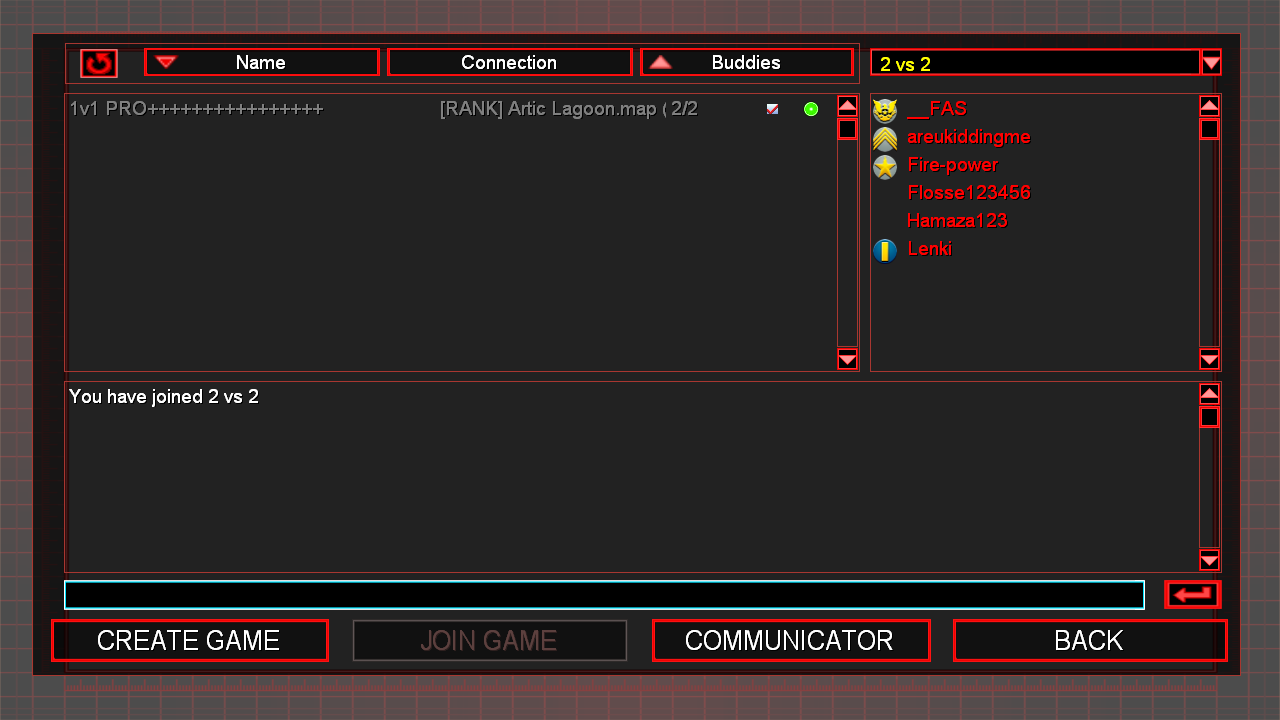 Name
Connection
Buddies
2 vs 2
1v1 PRO++++++++++++++++ [RANK] Artic Lagoon.map ( 2/2
__FAS
areukiddingme
Fire-power
Flosse123456
Hamaza123
Lenki
You have joined 2 vs 2
CREATE GAME
JOIN GAME
COMMUNICATOR
BACK